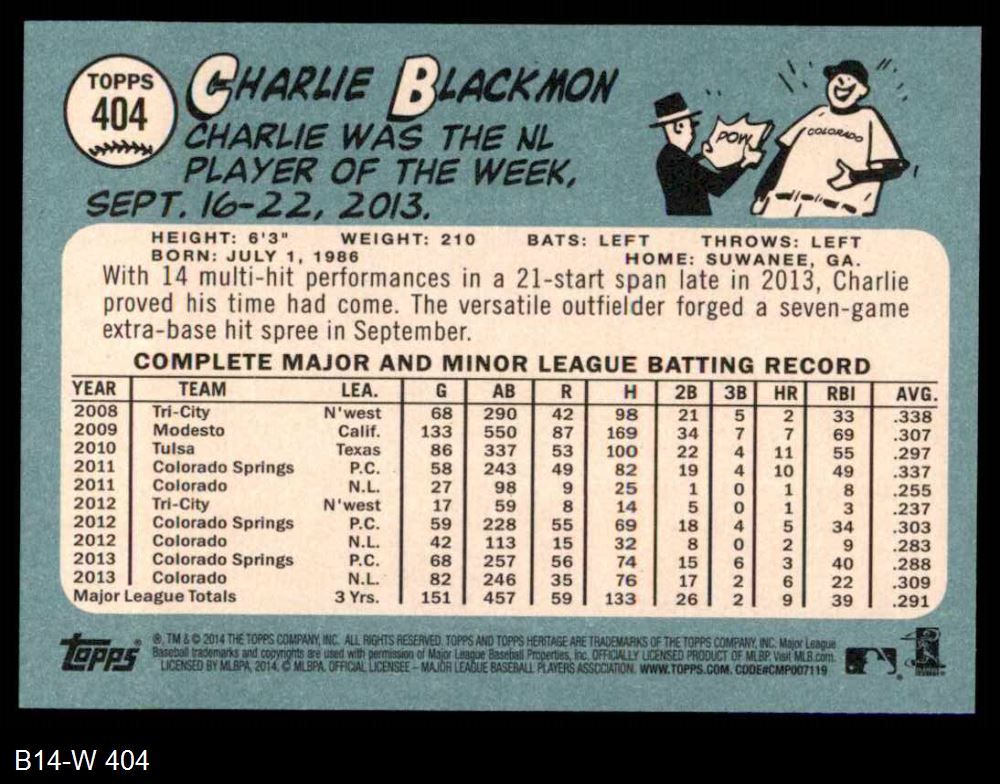 TOPPS
404
CHARLIE BLACKMON
CHARLIE WAS THE NL
PLAYER OF THE WEEK,
SEPT. 16-22, 2013.
POW
COLORADO
HEIGHT: 6'3" WEIGHT: 210 BATS: LEFT THROWS: LEFT
BORN: JULY 1, 1986 HOME: SUWANEE, GA.
With 14 multi-hit performances in a 21-start span late in 2013, Charlie
proved his time had come. The versatile outfielder forged a seven-game
extra-base hit spree in September.
COMPLETE MAJOR AND MINOR LEAGUE BATTING RECORD
YEAR TEAM LEA. G AB R H 2B 3B HR RBI AVG.
2008 Tri-City N'west 68 290 42 98 21 5 2 33 .338
2009 Modesto Calif. 133 550 87 169 34 7 7 69 .307
2010 Tulsa Texas 86 337 53 100 22 4 11 55 .297
2011 Colorado Springs P.C. 58 243 49 82 19 4 10 49 .337
2011 Colorado N.L. 27 98 9 25 1 0 1 8 .255
2012 Tri-City N'west 17 59 8 14 5 0 1 3 .237
2012 Colorado Springs P.C. 59 228 55 69 18 4 5 34 .303
2012 Colorado N.L. 42 113 15 32 8 0 2 9 .283
2013 Colorado Springs P.C. 68 257 56 74 15 6 3 40 .288
2013 Colorado N.L. 82 246 35 76 17 2 6 22 .309
Major League Totals 3 Yrs. 151 457 59 133 26 2 9 39 .291
Topps ®, TM & © 2014 THE TOPPS COMPANY, INC. ALL RIGHTS RESERVED. TOPPS AND TOPPS HERITAGE ARE TRADEMARKS OF THE TOPPS COMPANY, INC. Major League
Baseball trademarks and copyrights are used with permission of Major League Baseball Properties, Inc. OFFICIALLY LICENSED PRODUCT OF MLBP. Visit MLB.com.
LICENSED BY MLBPA, 2014. © MLBPA. OFFICIAL LICENSEE – MAJOR LEAGUE BASEBALL PLAYERS ASSOCIATION. WWW.TOPPS.COM. CODE#CMP007119
B14-W 404